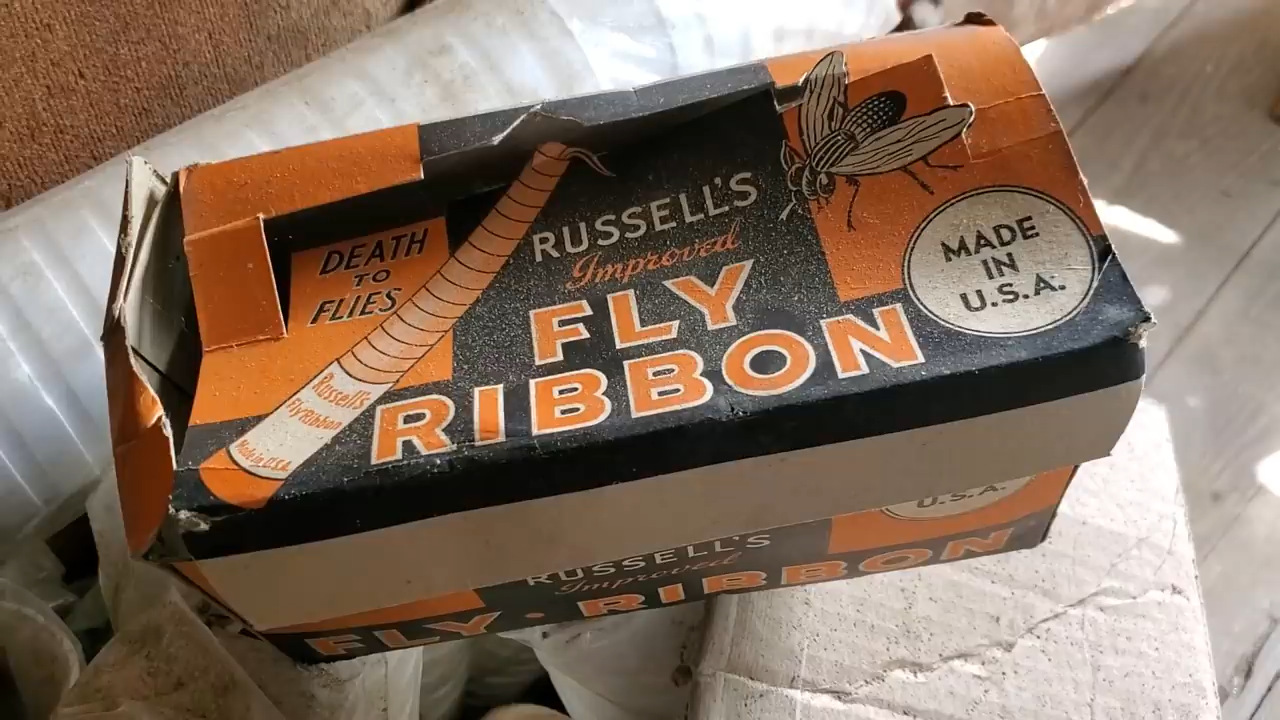 DEATH
TO
FLIES
RUSSELL'S
Improved
FLY
RIBBON
MADE
IN
U.S.A.
Russell's
Fly Ribbon
Made in U.S.A.
U.S.A.
RUSSELL'S
Improved
FLY • RIBBON